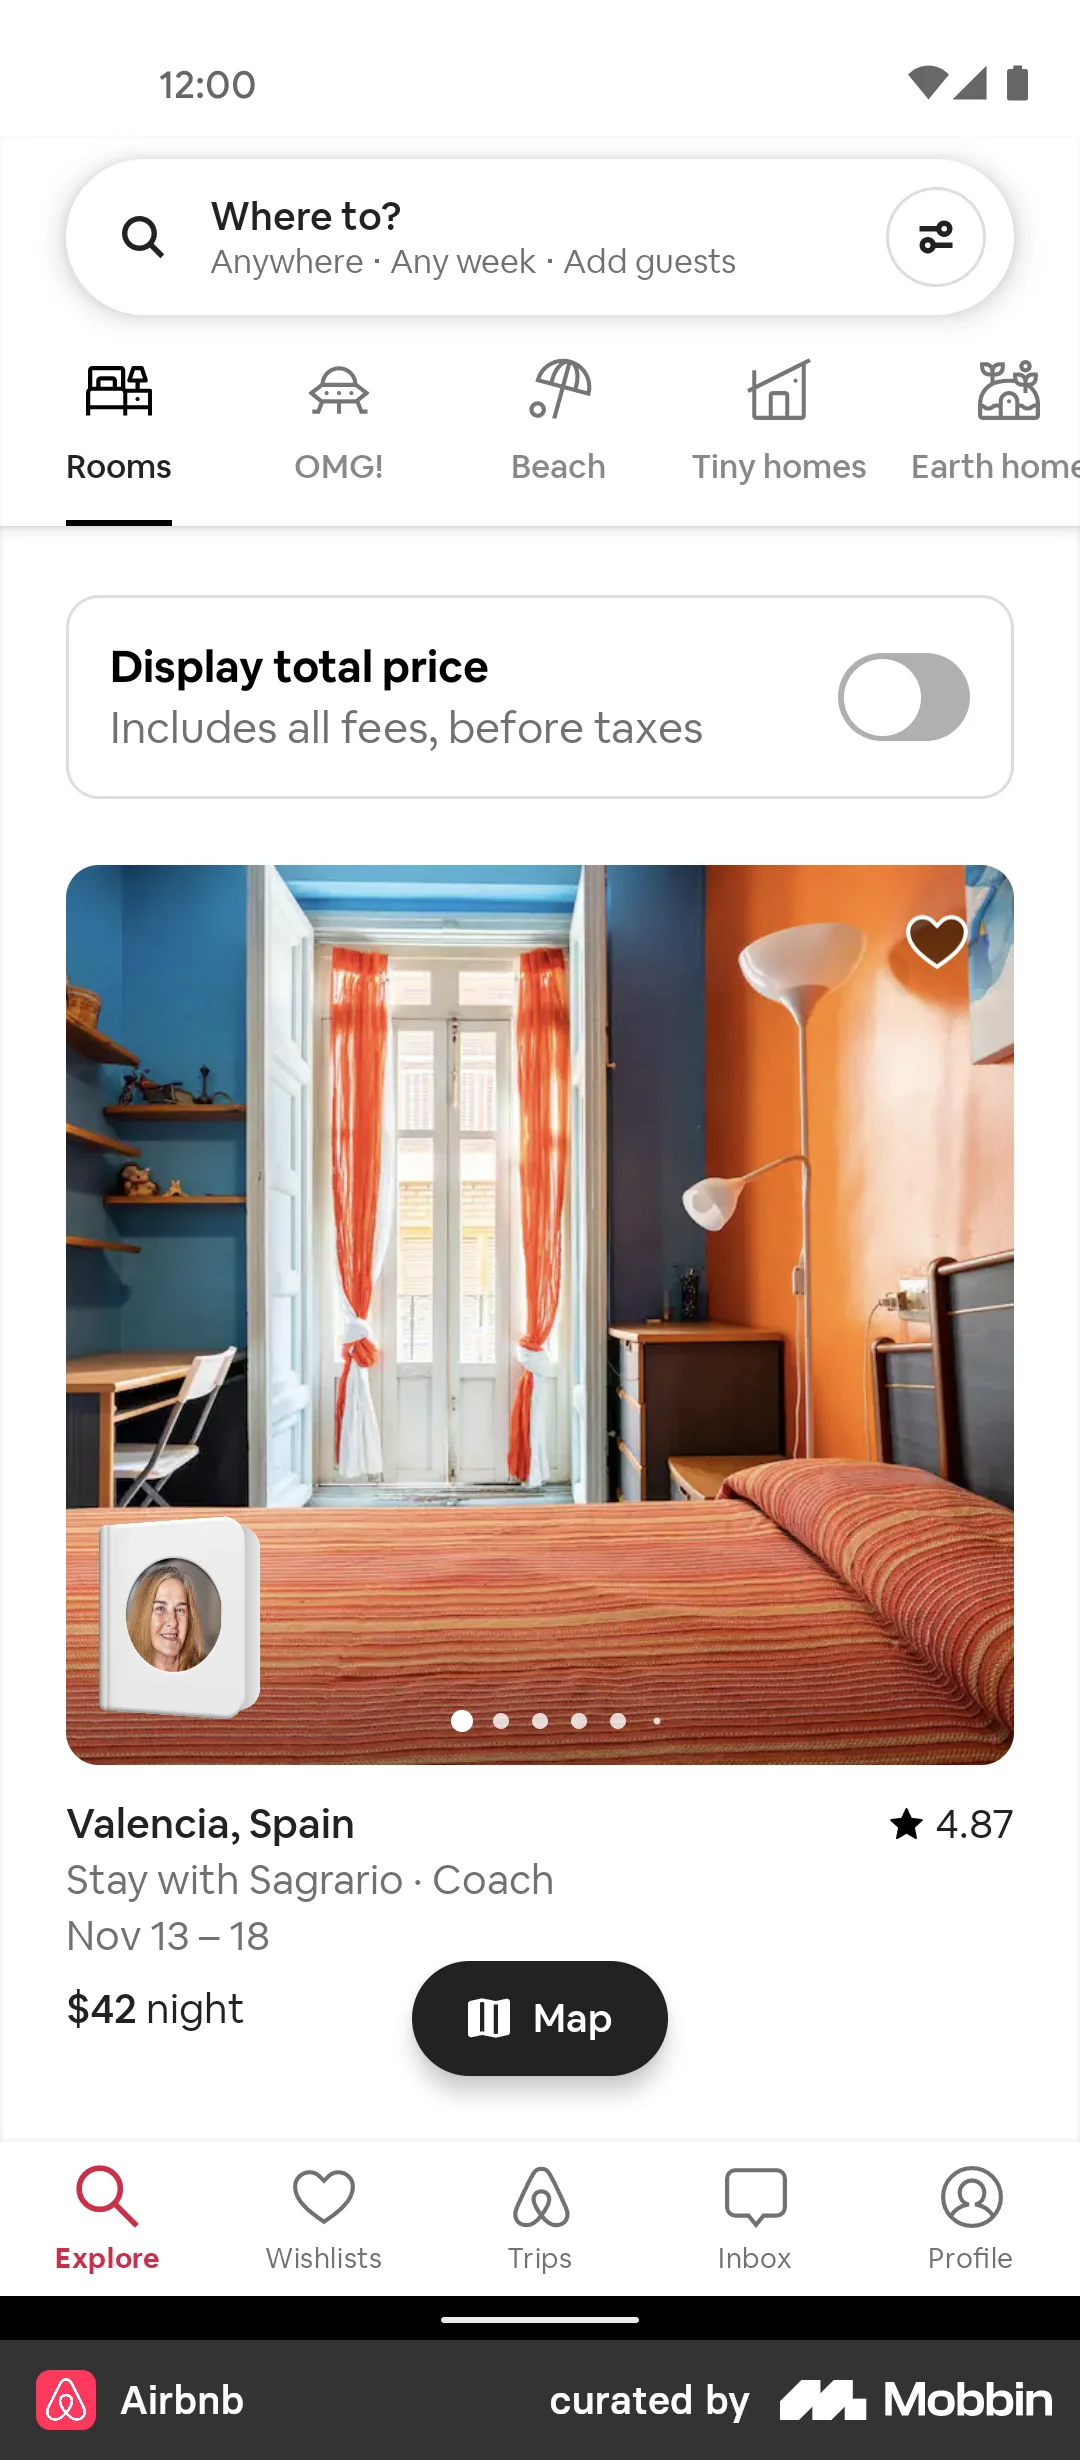 12:00
Where to?
Anywhere · Any week · Add guests
Rooms
OMG!
Beach
Tiny homes
Earth home
Display total price
Includes all fees, before taxes
Valencia, Spain
4.87
Stay with Sagrario · Coach
Nov 13 – 18
$42 night
Map
Explore
Wishlists
Trips
Inbox
Profile
Airbnb
curated by Mobbin